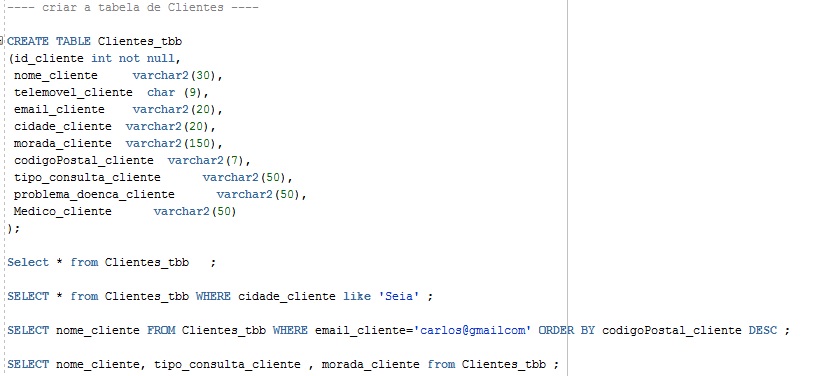 ---- criar a tabela de Clientes ----
CREATE TABLE Clientes_tbb
(id_cliente int not null,
nome_cliente varchar2(30),
telemovel_cliente char (9),
email_cliente varchar2(20),
cidade_cliente varchar2(20),
morada_cliente varchar2(150),
codigoPostal_cliente varchar2(7),
tipo_consulta_cliente varchar2(50),
problema_doenca_cliente varchar2(50),
Medico_cliente varchar2(50)
);
Select * from Clientes_tbb ;
SELECT * from Clientes_tbb WHERE cidade_cliente like 'Seia' ;
SELECT nome_cliente FROM Clientes_tbb WHERE email_cliente='carlos@gmailcom' ORDER BY codigoPostal_cliente DESC ;
SELECT nome_cliente, tipo_consulta_cliente , morada_cliente from Clientes_tbb ;